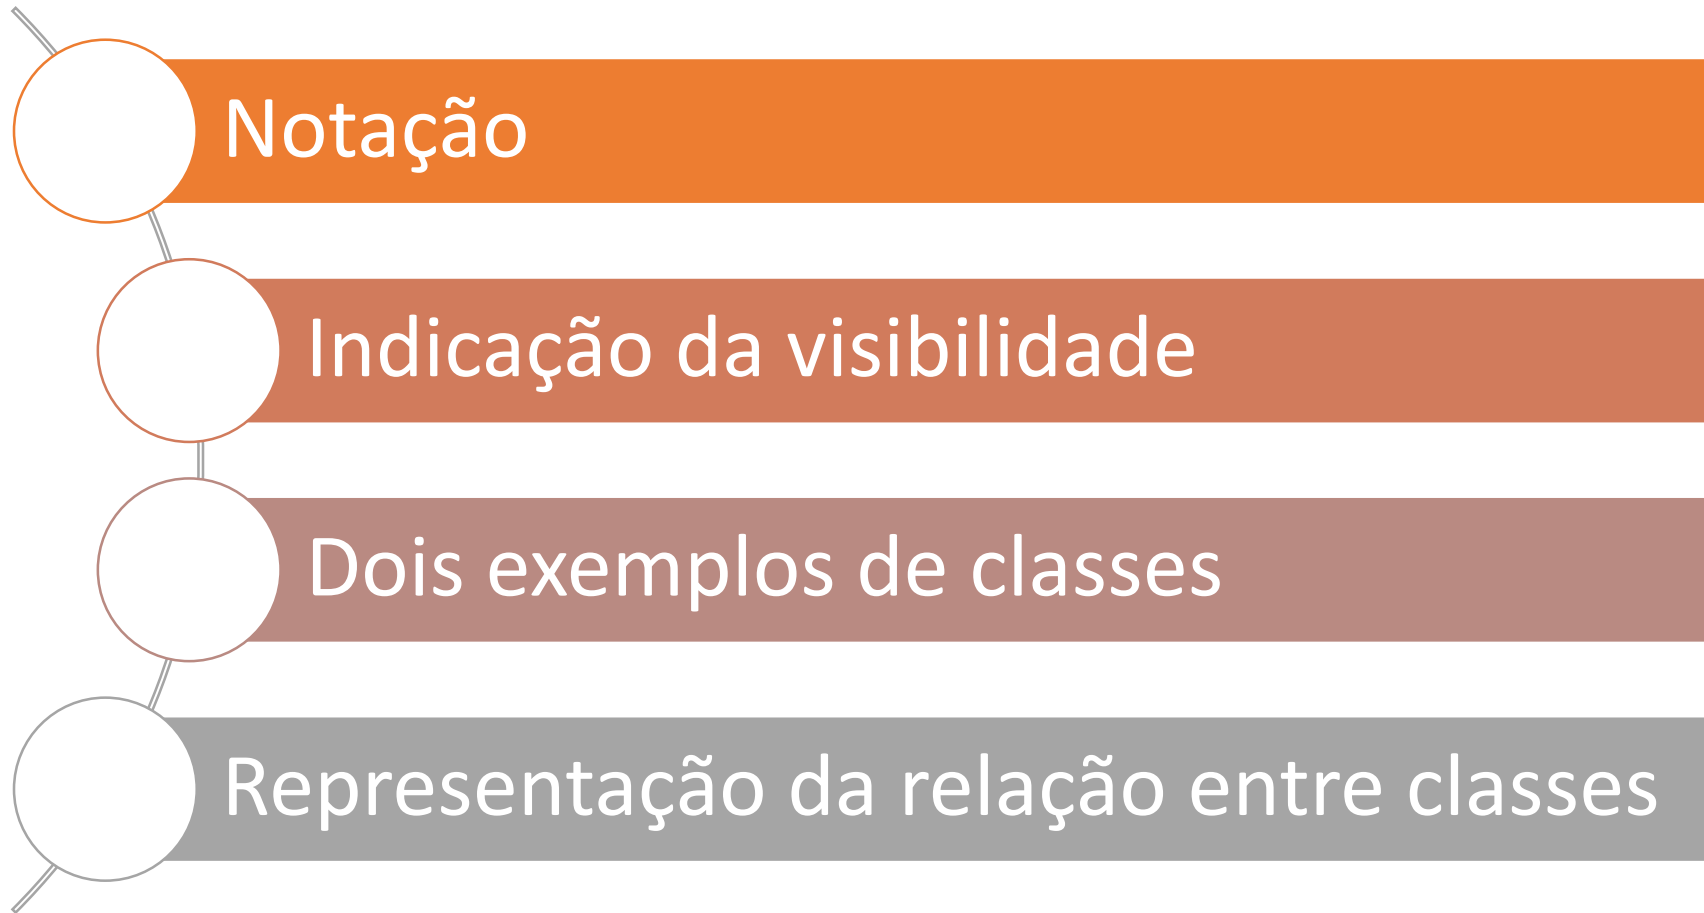 Notação
Indicação da visibilidade
Dois exemplos de classes
Representação da relação entre classes